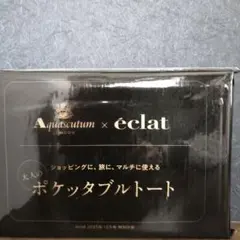 Aquascutum × éclat
ショッピングに、旅に、マルチに使える
大人の
ポケッタブルトート